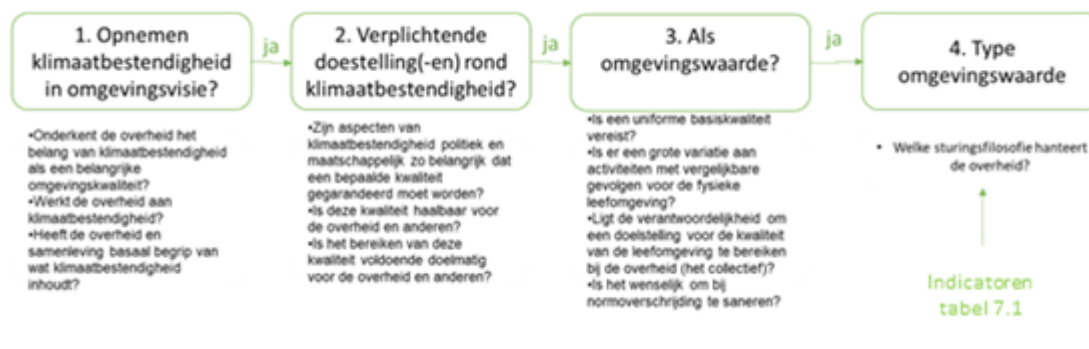 1. Opnemen
klimaatbestendigheid
in omgevingsvisie?
ja
2. Verplichtende
doestelling(-en) rond
klimaatbestendigheid?
ja
3. Als
omgevingswaarde?
ja
4. Type
omgevingswaarde
•Onderkent de overheid het
belang van klimaatbestendigheid
als een belangrijke
omgevingskwaliteit?
•Werkt de overheid aan
klimaatbestendigheid?
•Heeft de overheid en
samenleving basaal begrip van
wat klimaatbestendigheid
inhoudt?
•Zijn aspecten van
klimaatbestendigheid politiek en
maatschappelijk zo belangrijk dat
een bepaalde kwaliteit
gegarandeerd moet worden?
•Is deze kwaliteit haalbaar voor
de overheid en anderen?
•Is het bereiken van deze
kwaliteit voldoende doelmatig
voor de overheid en anderen?
•Is een uniforme basiskwaliteit
vereist?
•Is er een grote variatie aan
activiteiten met vergelijkbare
gevolgen voor de fysieke
leefomgeving?
•Ligt de verantwoordelijkheid om
een doelstelling voor de kwaliteit
van de leefomgeving te bereiken
bij de overheid (het collectief)?
•Is het wenselijk om bij
normoverschrijding te saneren?
• Welke sturingsfilosofie hanteert
de overheid?
Indicatoren
tabel 7.1